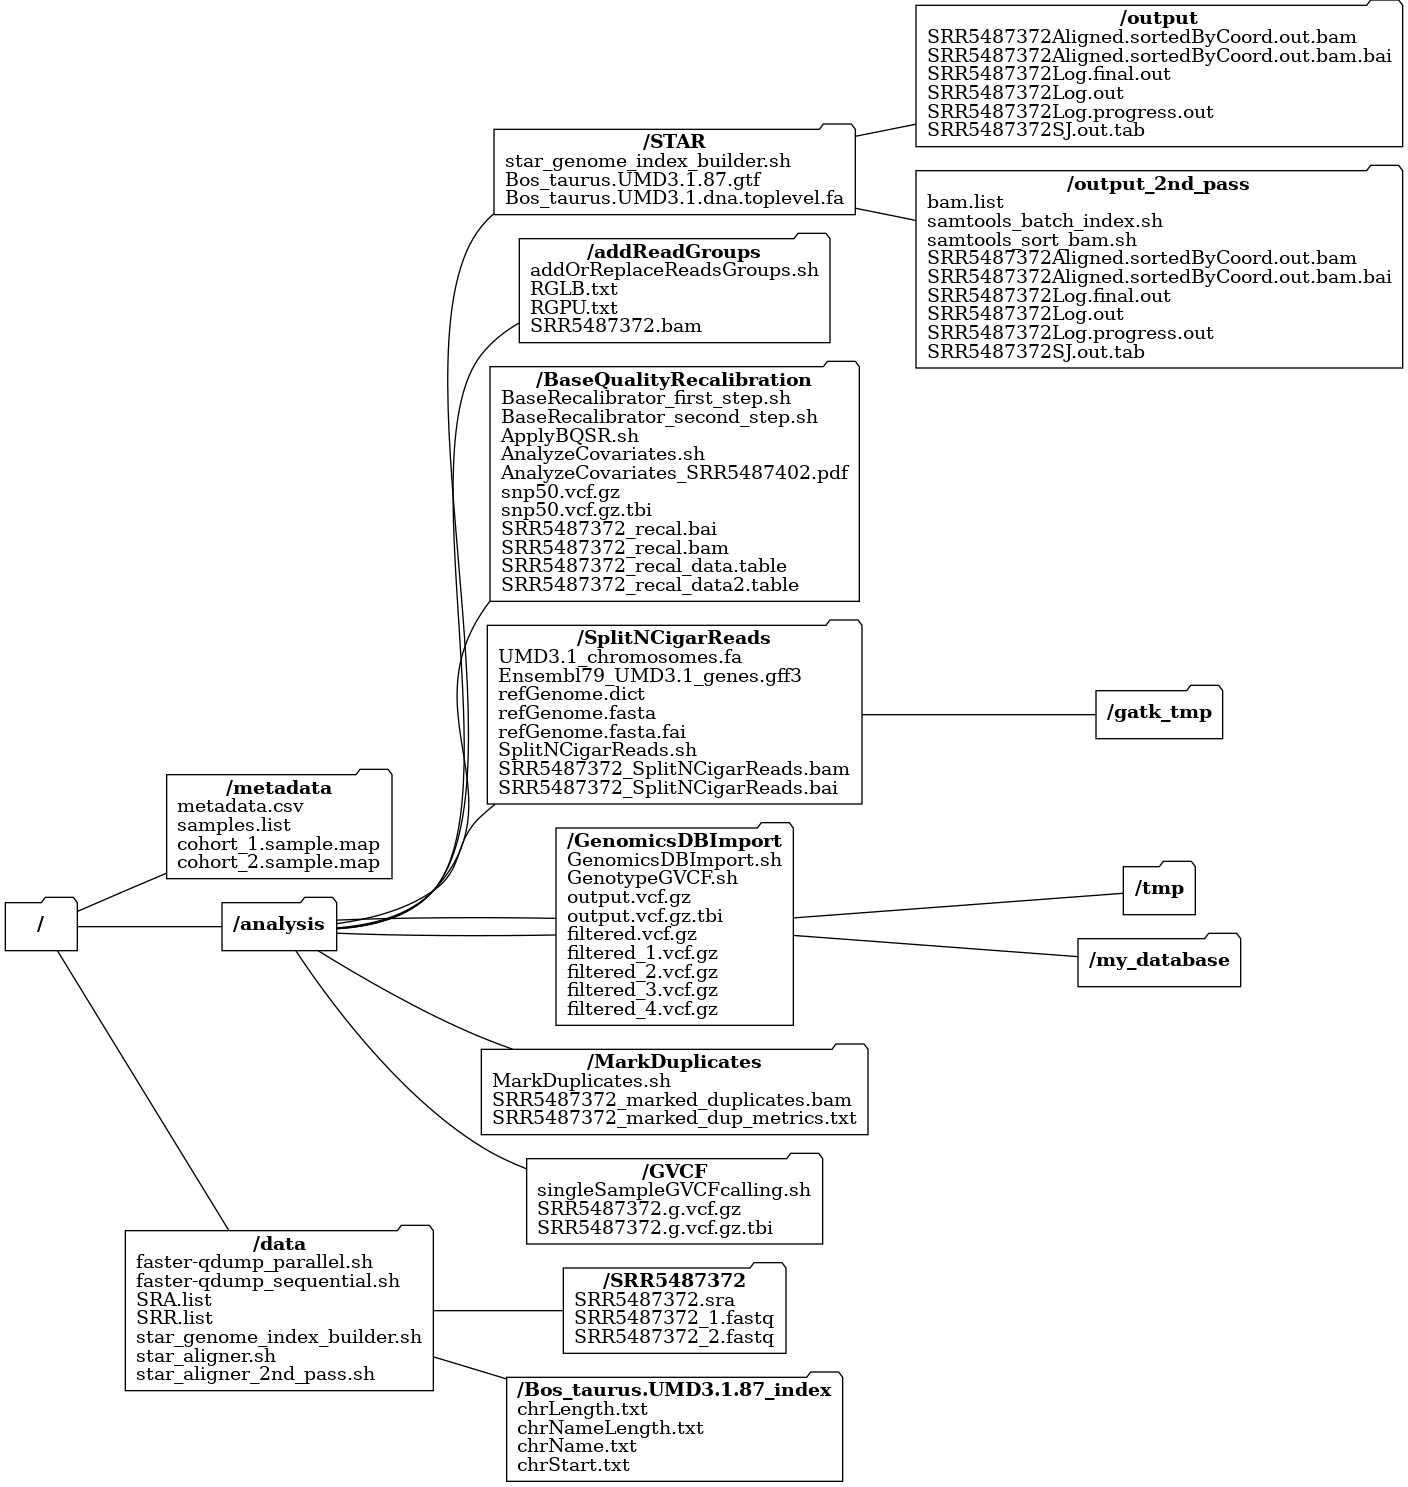 /output
SRR5487372Aligned.sortedByCoord.out.bam
SRR5487372Aligned.sortedByCoord.out.bam.bai
SRR5487372Log.final.out
SRR5487372Log.out
SRR5487372Log.progress.out
SRR5487372SJ.out.tab
/STAR
star_genome_index_builder.sh
Bos_taurus.UMD3.1.87.gtf
Bos_taurus.UMD3.1.dna.toplevel.fa
/output_2nd_pass
bam.list
samtools_batch_index.sh
samtools_sort_bam.sh
SRR5487372Aligned.sortedByCoord.out.bam
SRR5487372Aligned.sortedByCoord.out.bam.bai
SRR5487372Log.final.out
SRR5487372Log.out
SRR5487372Log.progress.out
SRR5487372SJ.out.tab
/addReadGroups
addOrReplaceReadsGroups.sh
RGLB.txt
RGPU.txt
SRR5487372.bam
/BaseQualityRecalibration
BaseRecalibrator_first_step.sh
BaseRecalibrator_second_step.sh
ApplyBQSR.sh
AnalyzeCovariates.sh
AnalyzeCovariates_SRR5487402.pdf
snp50.vcf.gz
snp50.vcf.gz.tbi
SRR5487372_recal.bai
SRR5487372_recal.bam
SRR5487372_recal_data.table
SRR5487372_recal_data2.table
/SplitNCigarReads
UMD3.1_chromosomes.fa
Ensembl79_UMD3.1_genes.gff3
refGenome.dict
refGenome.fasta
refGenome.fasta.fai
SplitNCigarReads.sh
SRR5487372_SplitNCigarReads.bam
SRR5487372_SplitNCigarReads.bai
/gatk_tmp
/metadata
metadata.csv
samples.list
cohort_1.sample.map
cohort_2.sample.map
/
/analysis
/GenomicsDBImport
GenomicsDBImport.sh
GenotypeGVCF.sh
output.vcf.gz
output.vcf.gz.tbi
filtered.vcf.gz
filtered_1.vcf.gz
filtered_2.vcf.gz
filtered_3.vcf.gz
filtered_4.vcf.gz
/tmp
/my_database
/MarkDuplicates
MarkDuplicates.sh
SRR5487372_marked_duplicates.bam
SRR5487372_marked_dup_metrics.txt
/GVCF
singleSampleGVCFcalling.sh
SRR5487372.g.vcf.gz
SRR5487372.g.vcf.gz.tbi
/data
faster-qdump_parallel.sh
faster-qdump_sequential.sh
SRA.list
SRR.list
star_genome_index_builder.sh
star_aligner.sh
star_aligner_2nd_pass.sh
/SRR5487372
SRR5487372.sra
SRR5487372_1.fastq
SRR5487372_2.fastq
/Bos_taurus.UMD3.1.87_index
chrLength.txt
chrNameLength.txt
chrName.txt
chrStart.txt